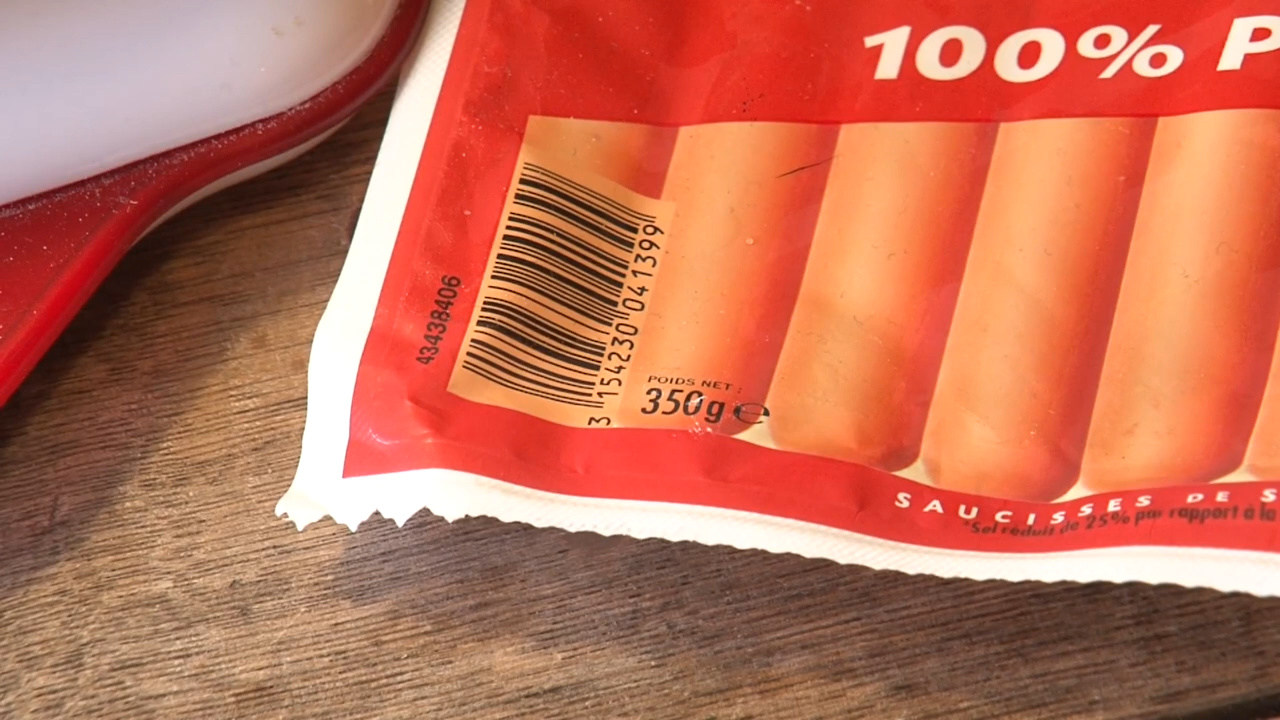 100% P
43438406
3 154230 041399
POIDS NET :
350g e
SAUCISSES DE S
*Sel réduit de 25% par rapport à la